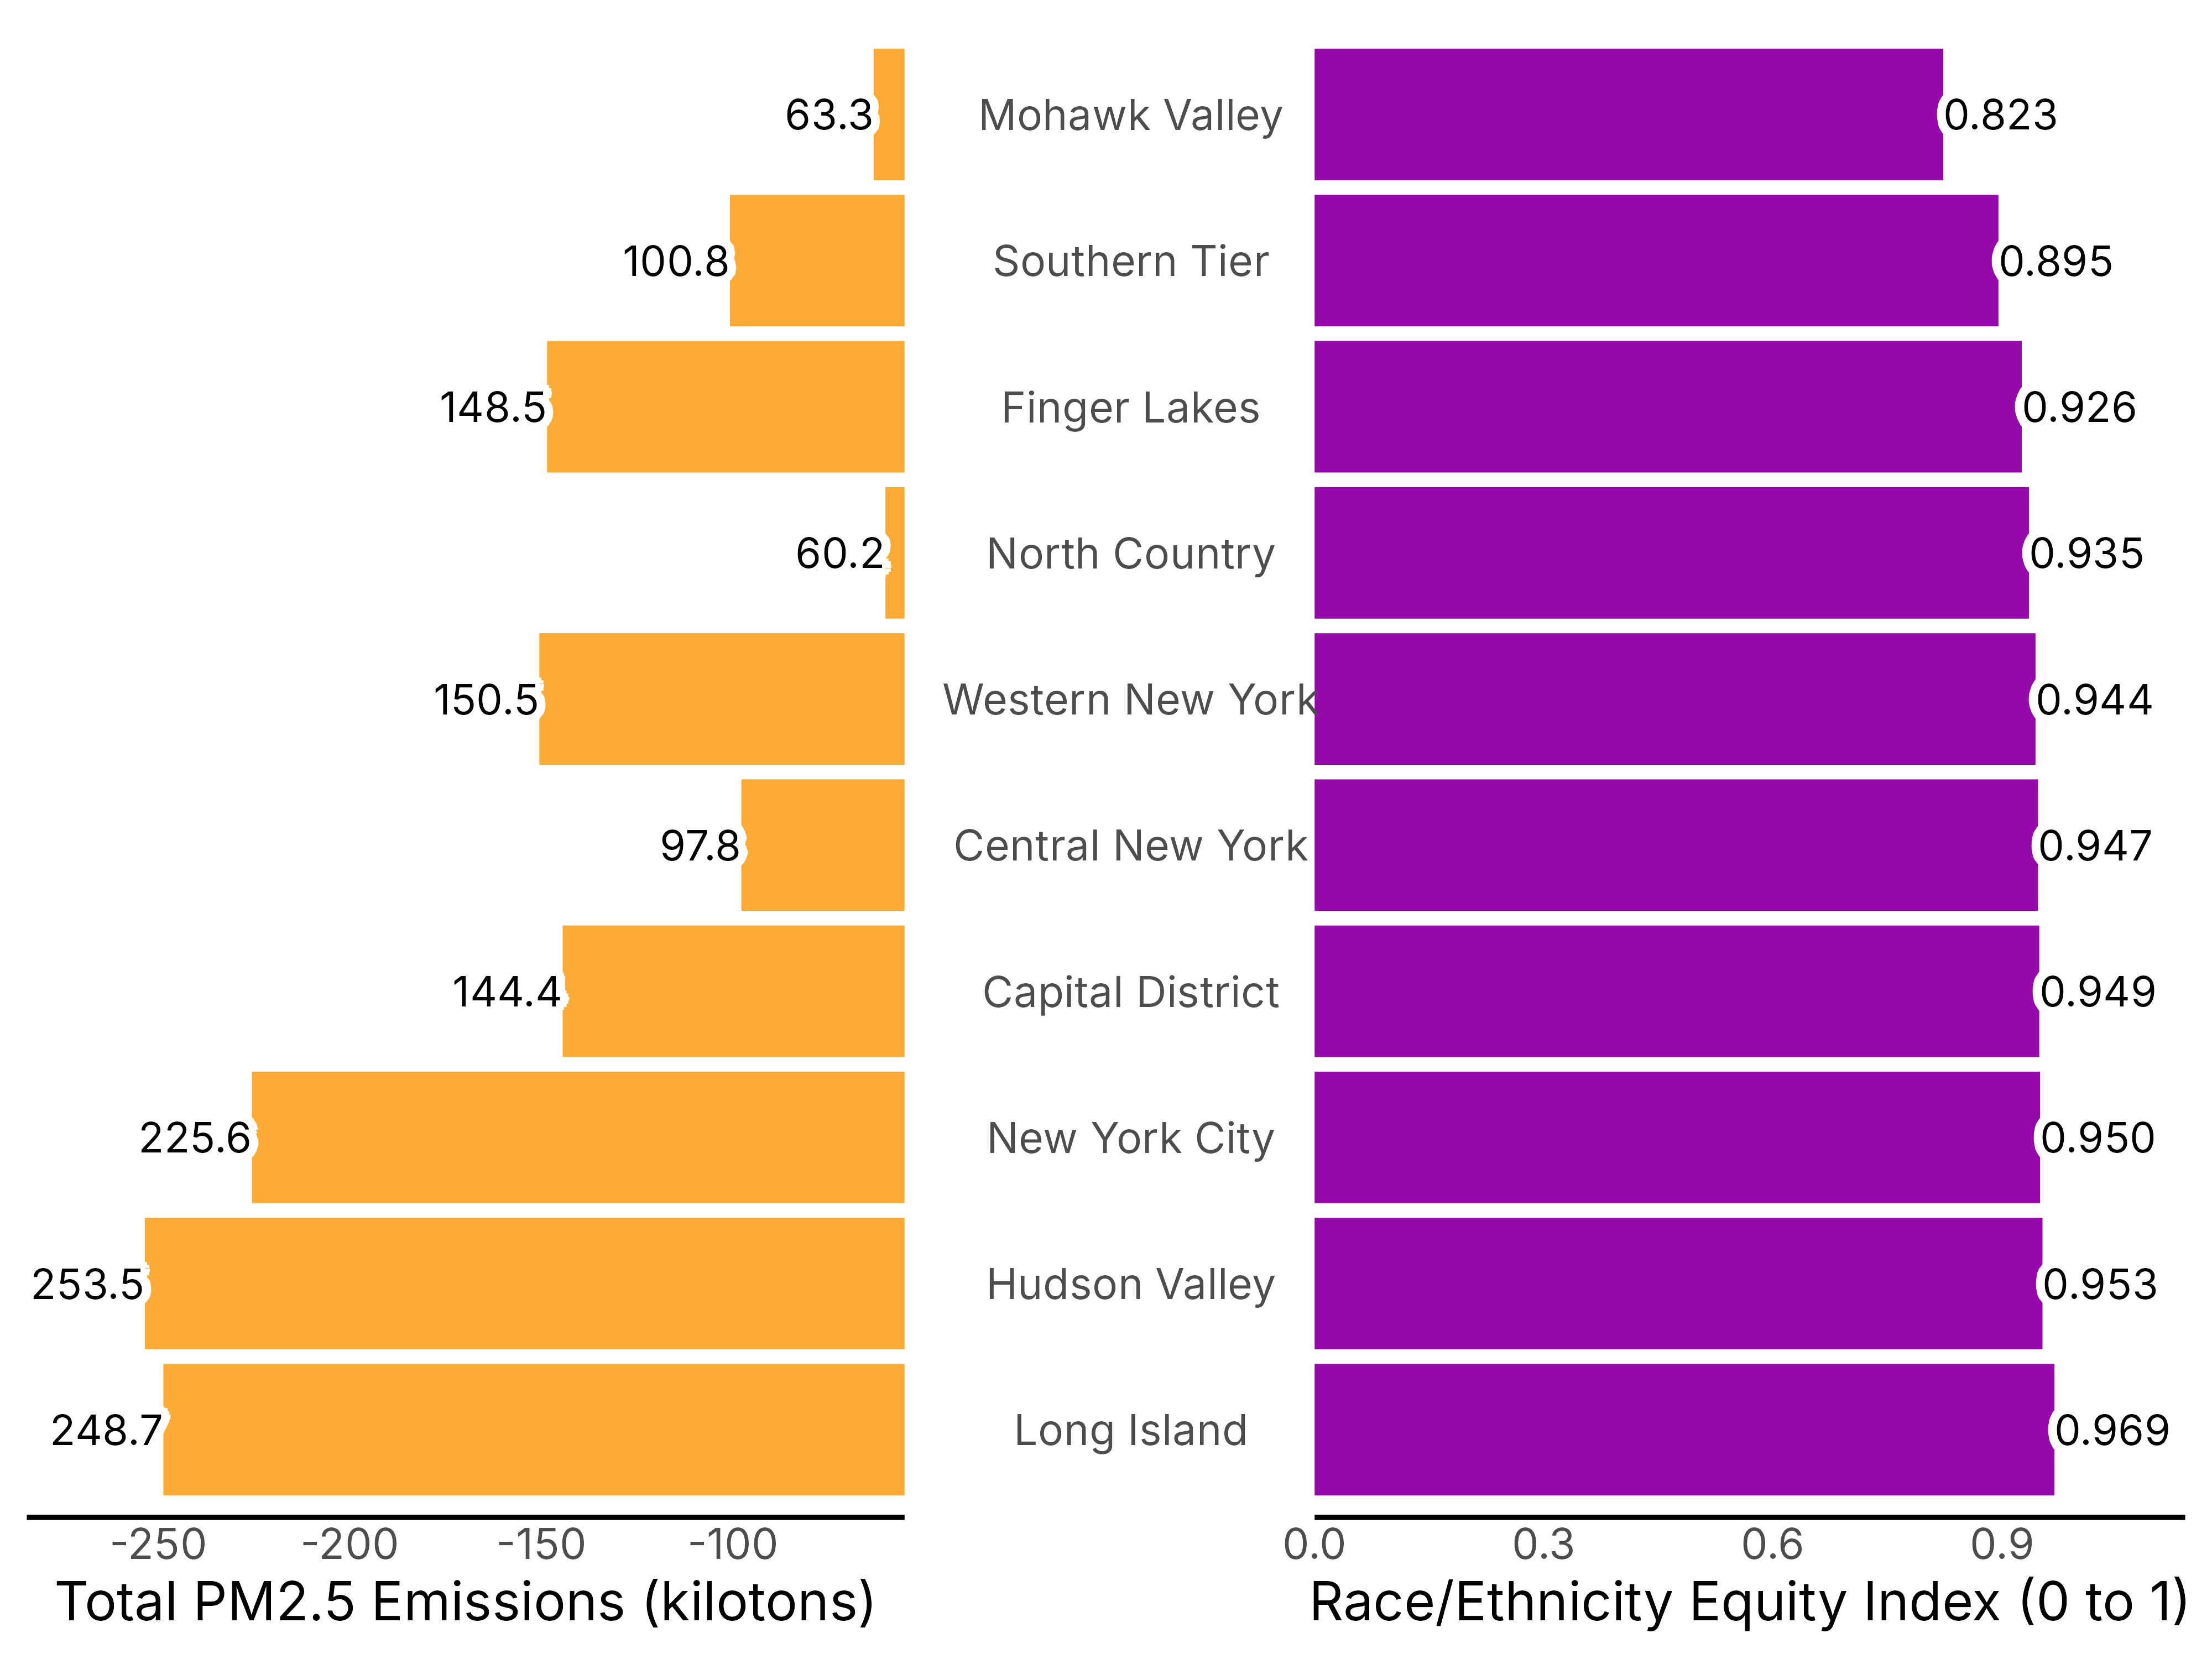 63.3 Mohawk Valley 0.823
100.8 Southern Tier 0.895
148.5 Finger Lakes 0.926
60.2 North Country 0.935
150.5 Western New York 0.944
97.8 Central New York 0.947
144.4 Capital District 0.949
225.6 New York City 0.950
253.5 Hudson Valley 0.953
248.7 Long Island 0.969
-250 -200 -150 -100 0.0 0.3 0.6 0.9
Total PM2.5 Emissions (kilotons) Race/Ethnicity Equity Index (0 to 1)